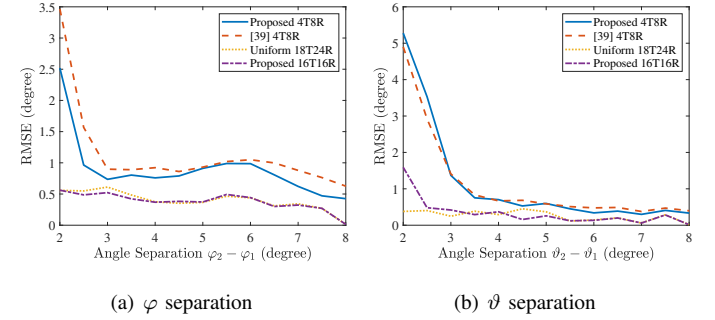 3.5
3
2.5
2
1.5
1
0.5
0
RMSE (degree)
Proposed 4T8R
[39] 4T8R
Uniform 18T24R
Proposed 16T16R
2 3 4 5 6 7 8
Angle Separation φ₂ − φ₁ (degree)
(a) φ separation
6
5
4
3
2
1
0
RMSE (degree)
Proposed 4T8R
[39] 4T8R
Uniform 18T24R
Proposed 16T16R
2 3 4 5 6 7 8
Angle Separation ϑ₂ − ϑ₁ (degree)
(b) ϑ separation